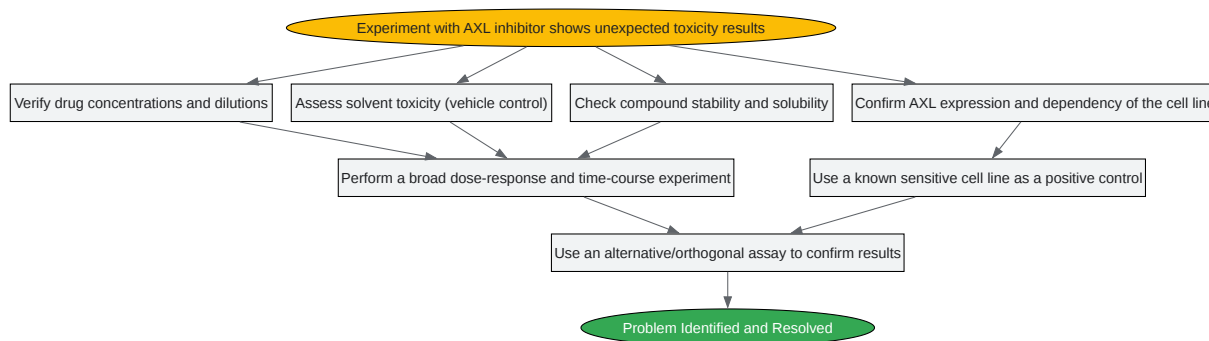 Experiment with AXL inhibitor shows unexpected toxicity results
Verify drug concentrations and dilutions
Assess solvent toxicity (vehicle control)
Check compound stability and solubility
Confirm AXL expression and dependency of the cell line
Perform a broad dose-response and time-course experiment
Use a known sensitive cell line as a positive control
Use an alternative/orthogonal assay to confirm results
Problem Identified and Resolved